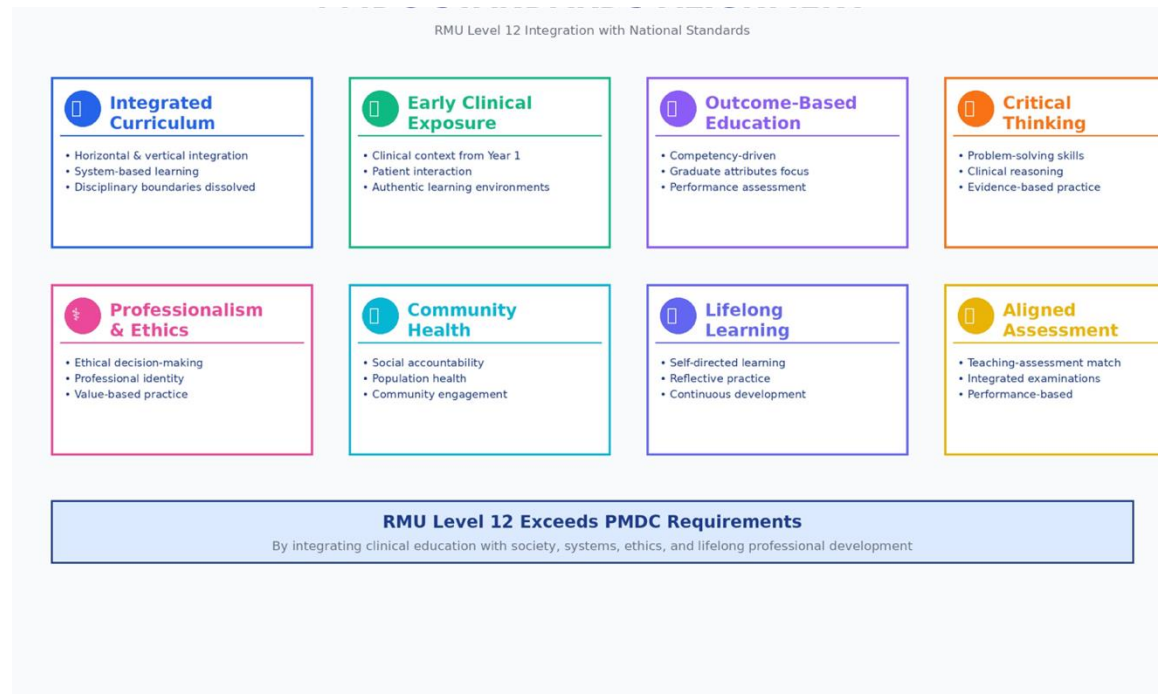 RMU Level 12 Integration with National Standards
Integrated
Curriculum
• Horizontal & vertical integration
• System-based learning
• Disciplinary boundaries dissolved
Early Clinical
Exposure
• Clinical context from Year 1
• Patient interaction
• Authentic learning environments
Outcome-Based
Education
• Competency-driven
• Graduate attributes focus
• Performance assessment
Critical
Thinking
• Problem-solving skills
• Clinical reasoning
• Evidence-based practice
Professionalism
& Ethics
• Ethical decision-making
• Professional identity
• Value-based practice
Community
Health
• Social accountability
• Population health
• Community engagement
Lifelong
Learning
• Self-directed learning
• Reflective practice
• Continuous development
Aligned
Assessment
• Teaching-assessment match
• Integrated examinations
• Performance-based
RMU Level 12 Exceeds PMDC Requirements
By integrating clinical education with society, systems, ethics, and lifelong professional development